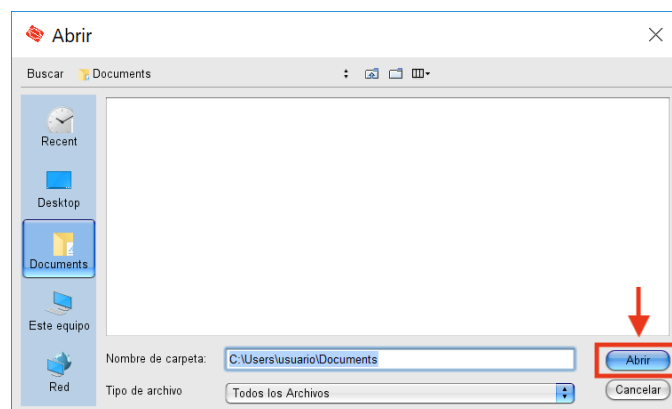 Abrir
Buscar Documents
Recent
Desktop
Documents
Este equipo
Red
Nombre de carpeta: C:\Users\usuario\Documents Abrir
Tipo de archivo Todos los Archivos Cancelar